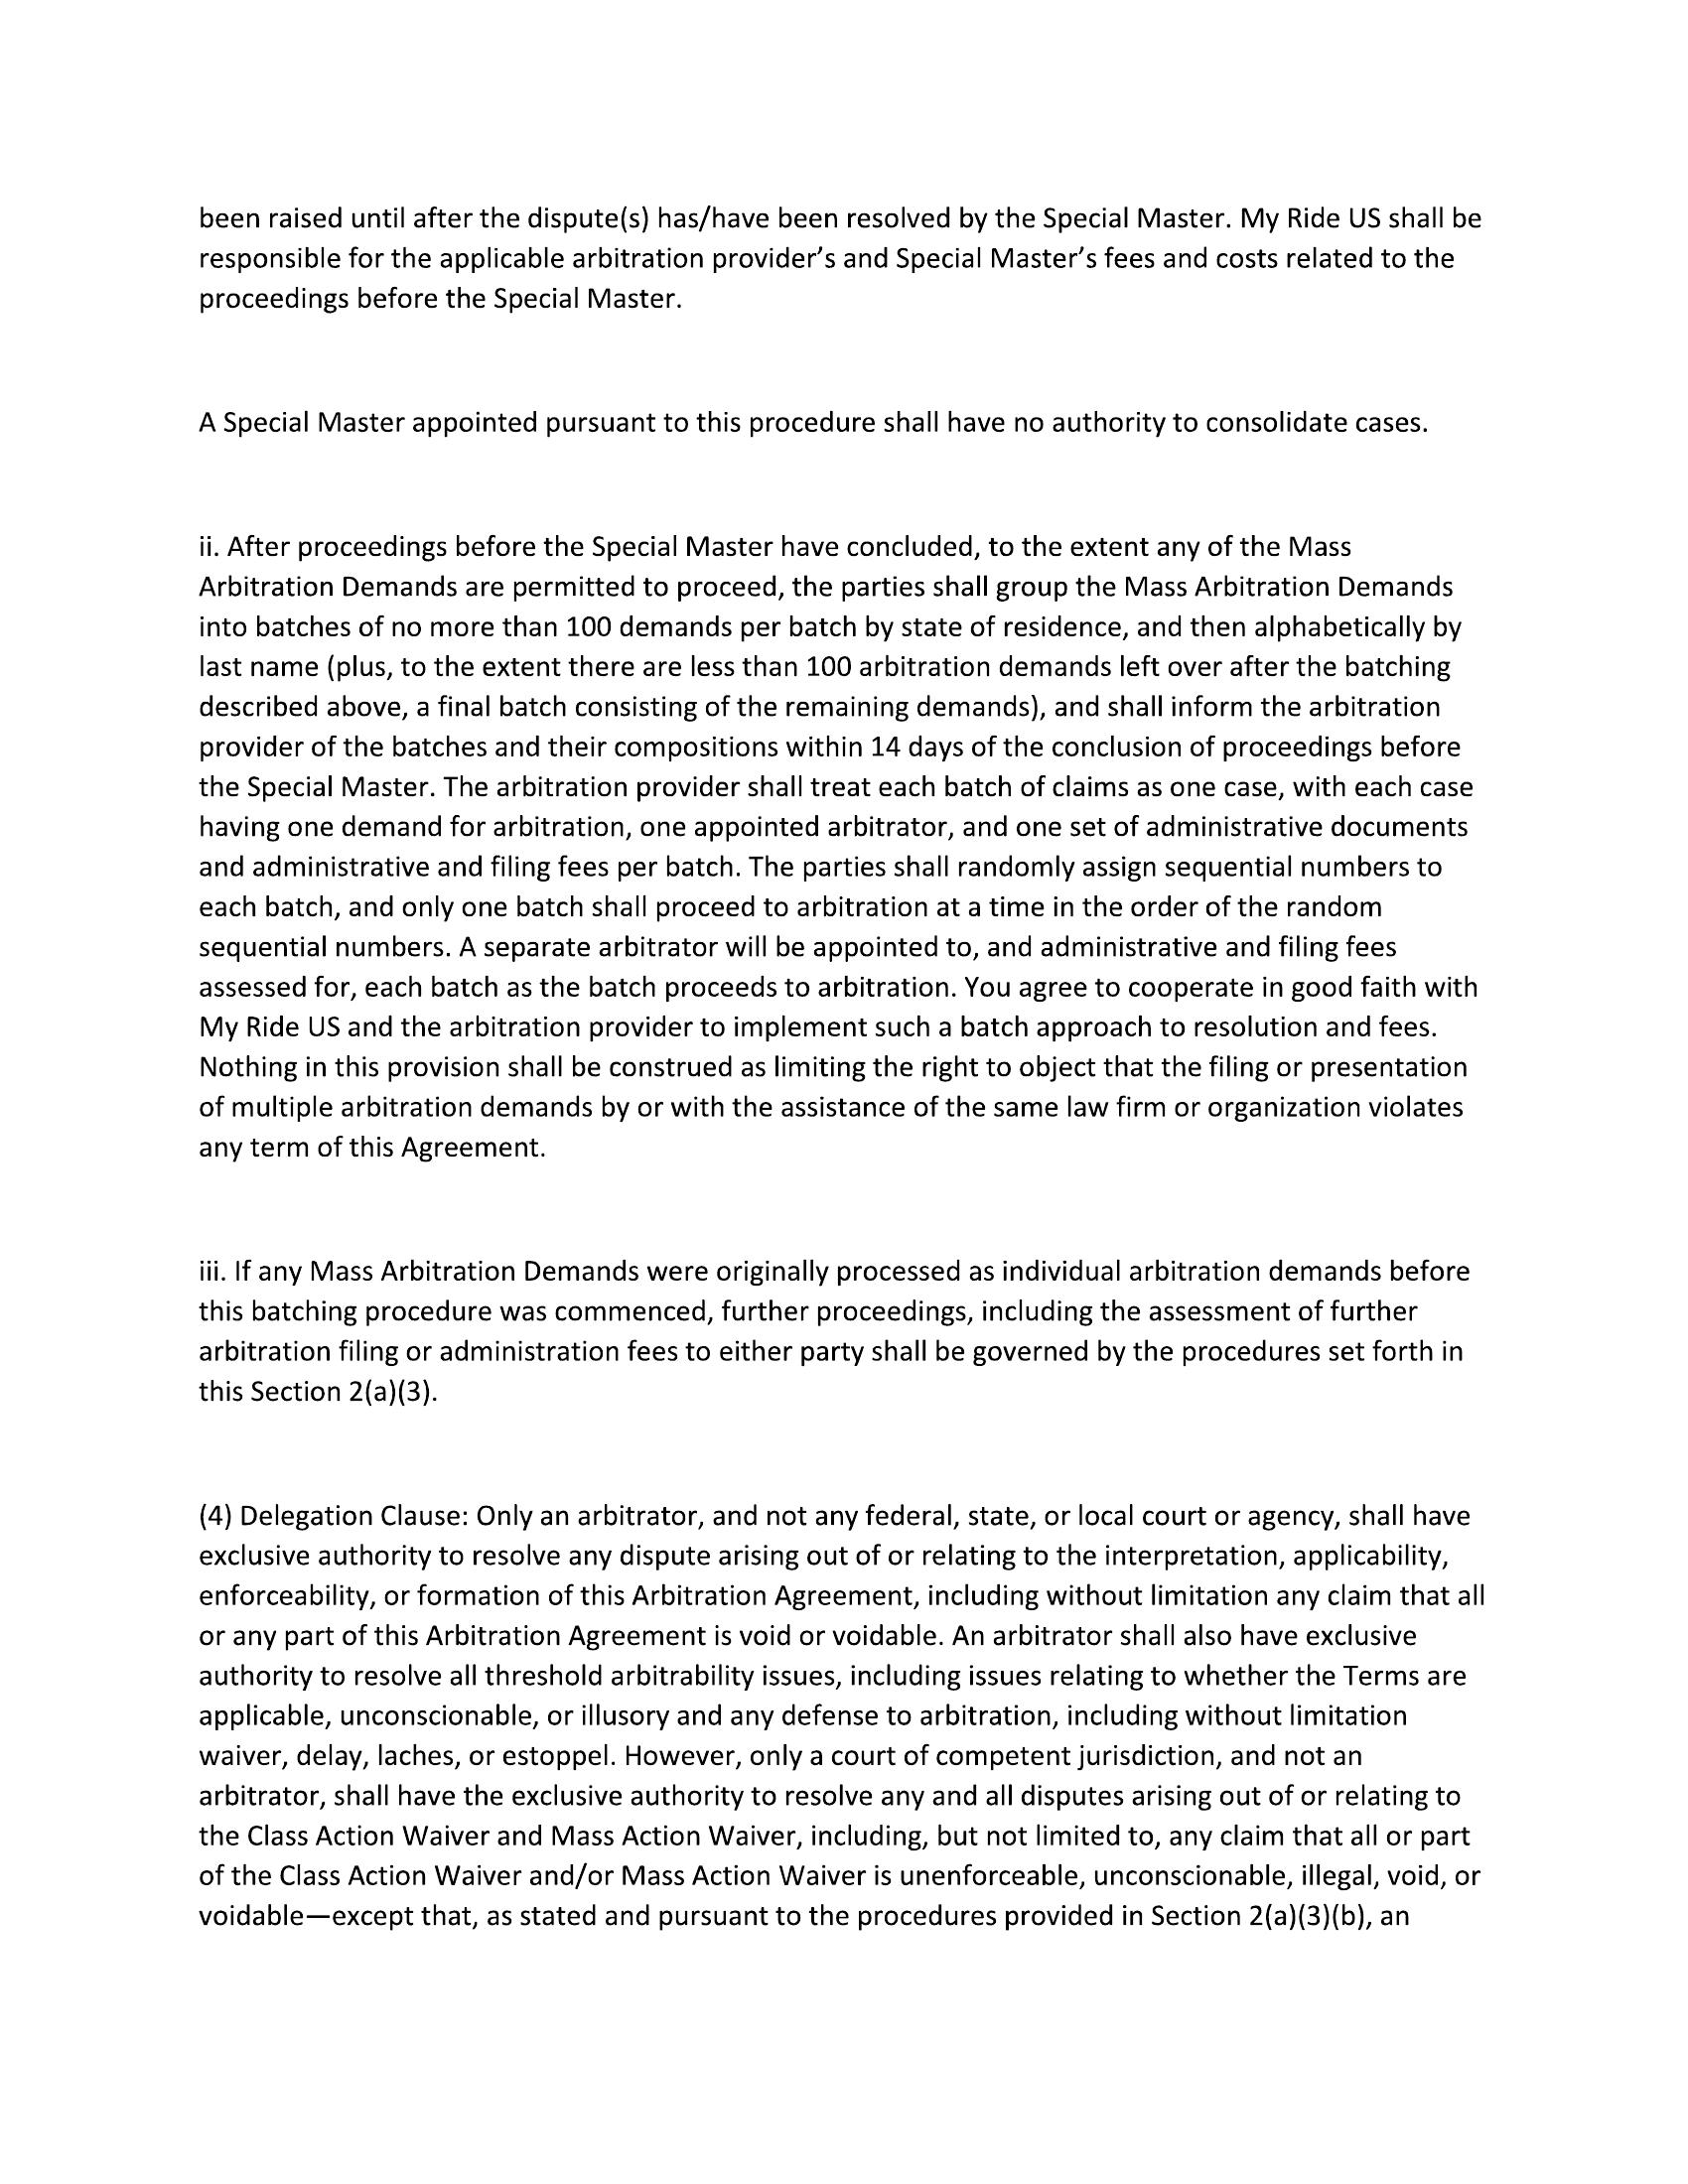 been raised until after the dispute(s) has/have been resolved by the Special Master. My Ride US shall be
responsible for the applicable arbitration provider’s and Special Master’s fees and costs related to the
proceedings before the Special Master.
A Special Master appointed pursuant to this procedure shall have no authority to consolidate cases.
ii. After proceedings before the Special Master have concluded, to the extent any of the Mass
Arbitration Demands are permitted to proceed, the parties shall group the Mass Arbitration Demands
into batches of no more than 100 demands per batch by state of residence, and then alphabetically by
last name (plus, to the extent there are less than 100 arbitration demands left over after the batching
described above, a final batch consisting of the remaining demands), and shall inform the arbitration
provider of the batches and their compositions within 14 days of the conclusion of proceedings before
the Special Master. The arbitration provider shall treat each batch of claims as one case, with each case
having one demand for arbitration, one appointed arbitrator, and one set of administrative documents
and administrative and filing fees per batch. The parties shall randomly assign sequential numbers to
each batch, and only one batch shall proceed to arbitration at a time in the order of the random
sequential numbers. A separate arbitrator will be appointed to, and administrative and filing fees
assessed for, each batch as the batch proceeds to arbitration. You agree to cooperate in good faith with
My Ride US and the arbitration provider to implement such a batch approach to resolution and fees.
Nothing in this provision shall be construed as limiting the right to object that the filing or presentation
of multiple arbitration demands by or with the assistance of the same law firm or organization violates
any term of this Agreement.
iii. If any Mass Arbitration Demands were originally processed as individual arbitration demands before
this batching procedure was commenced, further proceedings, including the assessment of further
arbitration filing or administration fees to either party shall be governed by the procedures set forth in
this Section 2(a)(3).
(4) Delegation Clause: Only an arbitrator, and not any federal, state, or local court or agency, shall have
exclusive authority to resolve any dispute arising out of or relating to the interpretation, applicability,
enforceability, or formation of this Arbitration Agreement, including without limitation any claim that all
or any part of this Arbitration Agreement is void or voidable. An arbitrator shall also have exclusive
authority to resolve all threshold arbitrability issues, including issues relating to whether the Terms are
applicable, unconscionable, or illusory and any defense to arbitration, including without limitation
waiver, delay, laches, or estoppel. However, only a court of competent jurisdiction, and not an
arbitrator, shall have the exclusive authority to resolve any and all disputes arising out of or relating to
the Class Action Waiver and Mass Action Waiver, including, but not limited to, any claim that all or part
of the Class Action Waiver and/or Mass Action Waiver is unenforceable, unconscionable, illegal, void, or
voidable—except that, as stated and pursuant to the procedures provided in Section 2(a)(3)(b), an